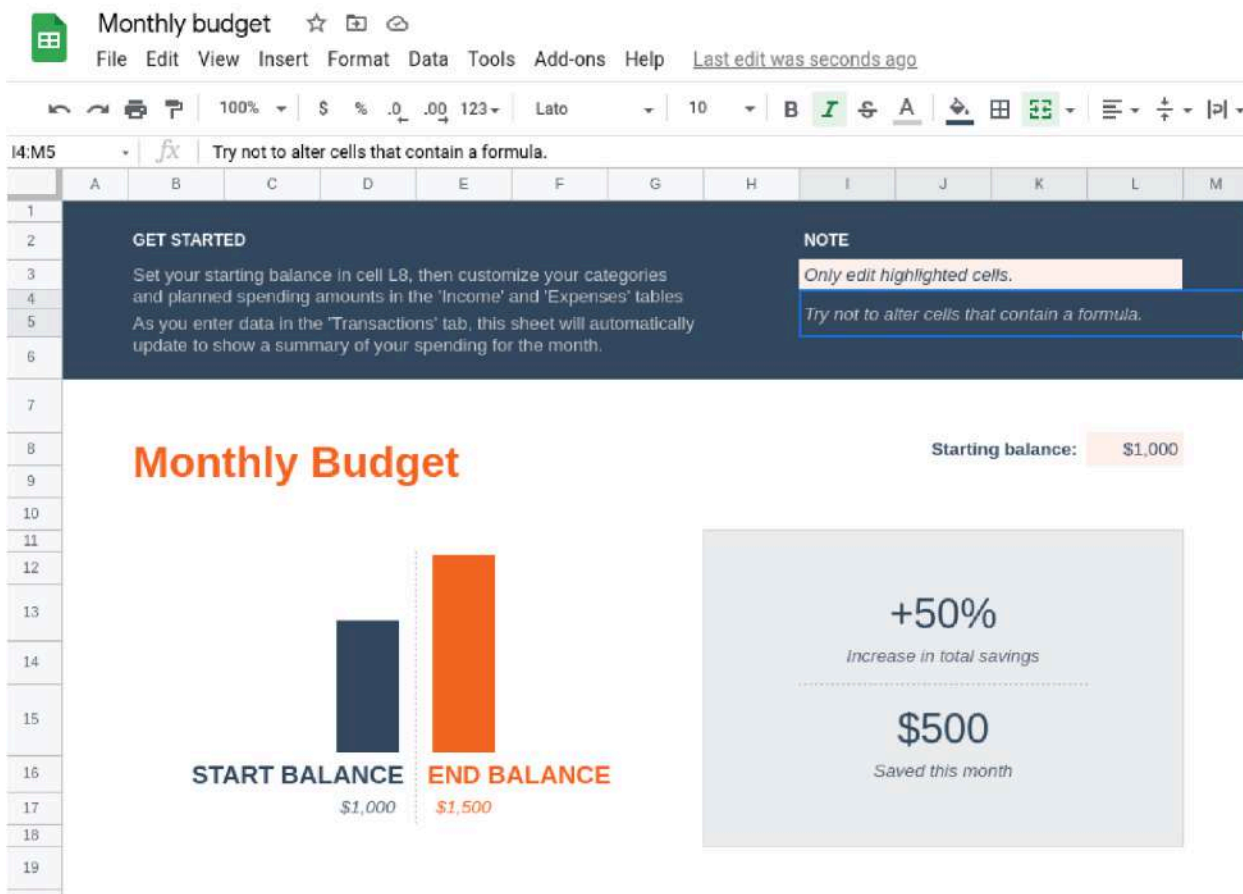 Monthly budget
File Edit View Insert Format Data Tools Add-ons Help Last edit was seconds ago
100% $ % .0 .00 123 Lato 10 B I S A
I4:M5 fx Try not to alter cells that contain a formula.
A B C D E F G H I J K L M
1
2 GET STARTED NOTE
3 Set your starting balance in cell L8, then customize your categories Only edit highlighted cells.
4 and planned spending amounts in the 'Income' and 'Expenses' tables
5 As you enter data in the 'Transactions' tab, this sheet will automatically Try not to alter cells that contain a formula.
6 update to show a summary of your spending for the month.
7
8 Monthly Budget Starting balance: $1,000
9
10
11
12
13 +50%
14 Increase in total savings
15 $500
16 START BALANCE END BALANCE Saved this month
17 $1,000 $1,500
18
19